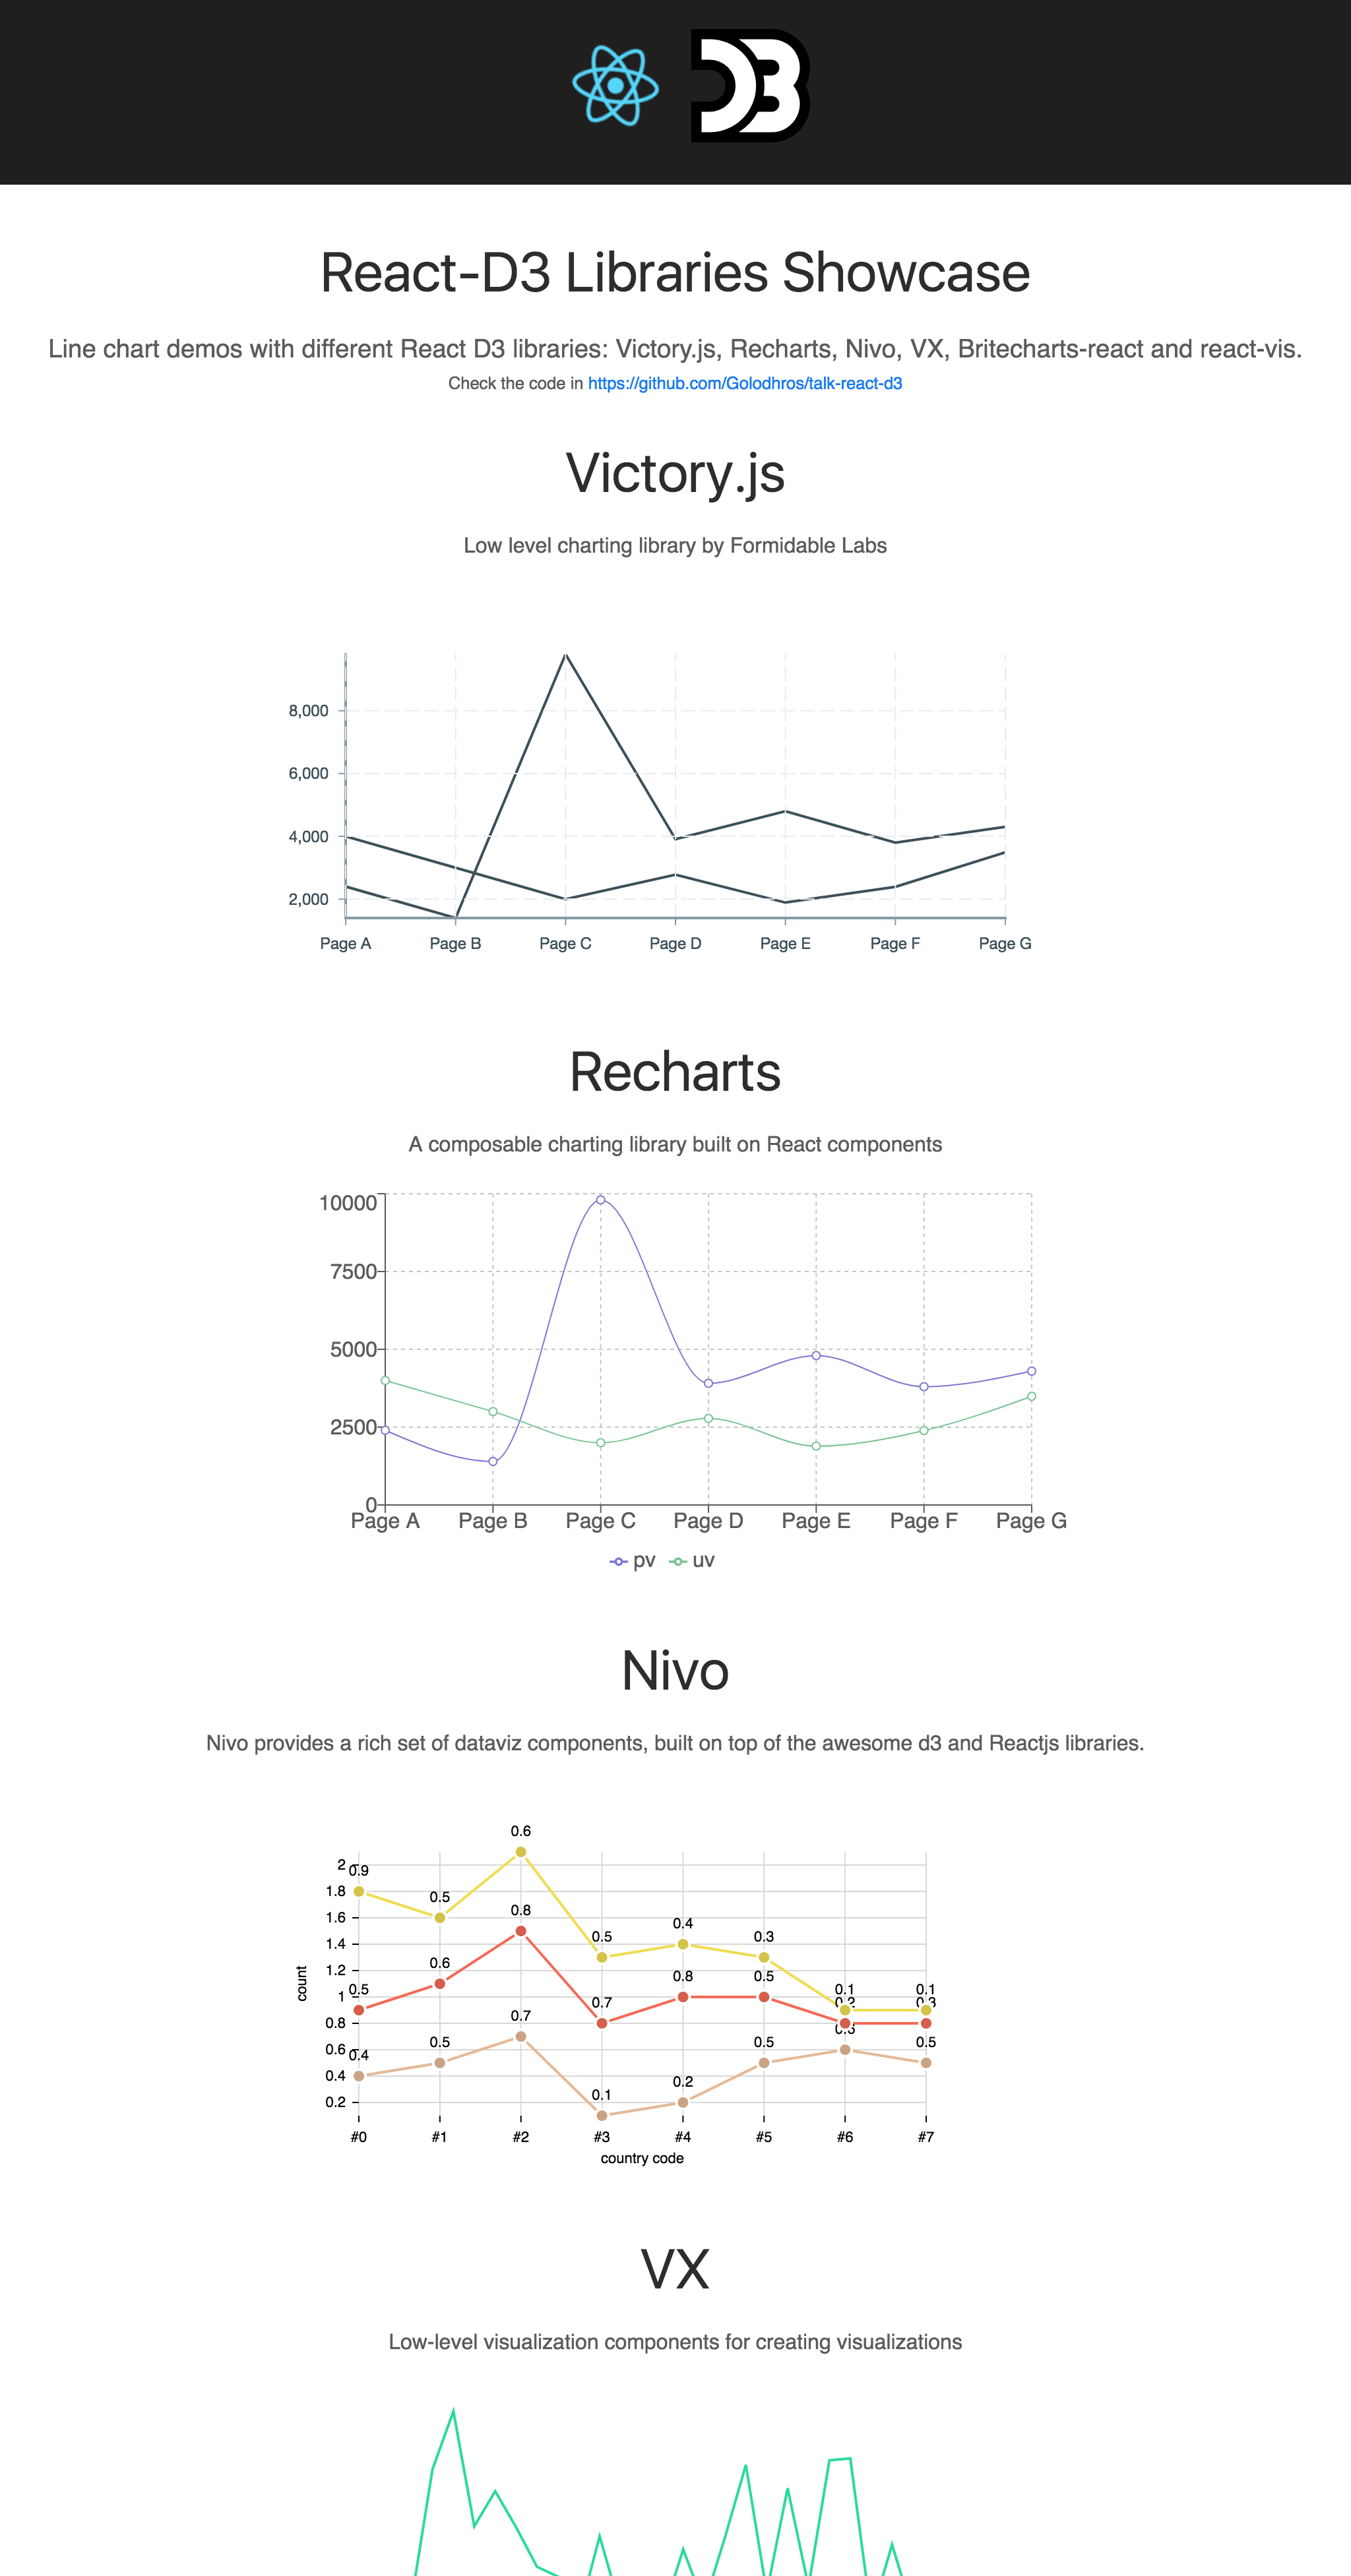 D3
React-D3 Libraries Showcase
Line chart demos with different React D3 libraries: Victory.js, Recharts, Nivo, VX, Britecharts-react and react-vis.
Check the code in https://github.com/Golodhros/talk-react-d3
Victory.js
Low level charting library by Formidable Labs
8,000
6,000
4,000
2,000
Page A Page B Page C Page D Page E Page F Page G
Recharts
A composable charting library built on React components
10000
7500
5000
2500
0
Page A Page B Page C Page D Page E Page F Page G
pv uv
Nivo
Nivo provides a rich set of dataviz components, built on top of the awesome d3 and Reactjs libraries.
0.6
2 0.9
1.8 0.5
1.6 0.8
1.4 0.5 0.4 0.3
1.2 0.6 0.8 0.5
count
1 0.5 0.7 0.1 0.1
0.8 0.7 0.2 0.3
0.6 0.4 0.5 0.5 0.5
0.4 0.2
0.2 0.1
#0 #1 #2 #3 #4 #5 #6 #7
country code
VX
Low-level visualization components for creating visualizations